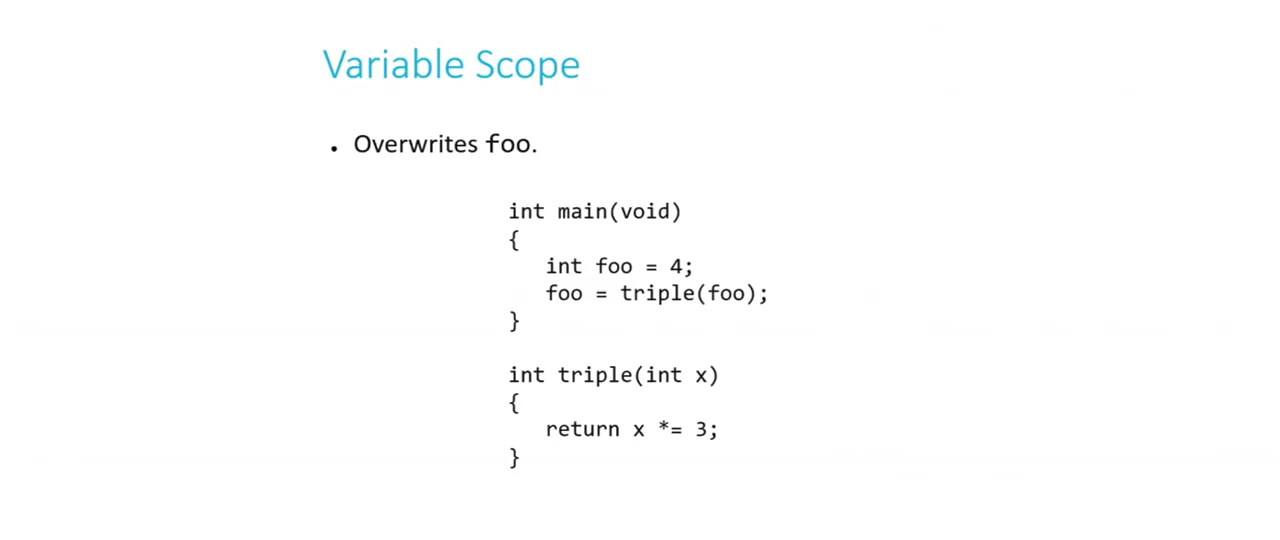 Variable Scope
• Overwrites foo.
int main(void)
{
   int foo = 4;
   foo = triple(foo);
}
int triple(int x)
{
   return x *= 3;
}